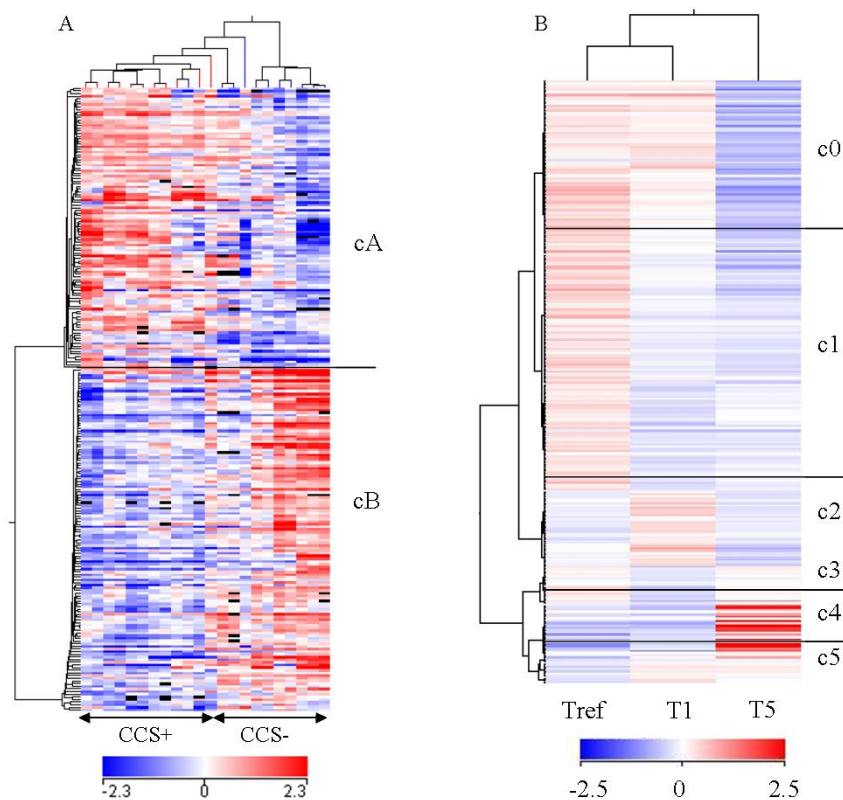 A
cA
cB
CCS+ CCS-
-2.3 0 2.3
B
c0
c1
c2
c3
c4
c5
Tref T1 T5
-2.5 0 2.5